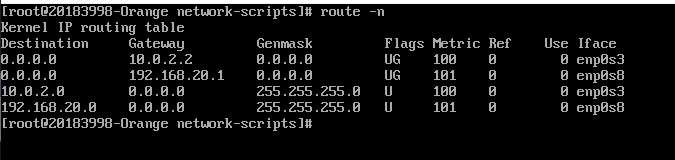 [root@20183998-Orange network-scripts]# route -n
Kernel IP routing table
Destination     Gateway         Genmask         Flags Metric Ref    Use Iface
0.0.0.0         10.0.2.2        0.0.0.0         UG    100    0        0 enp0s3
0.0.0.0         192.168.20.1    0.0.0.0         UG    101    0        0 enp0s8
10.0.2.0        0.0.0.0         255.255.255.0   U     100    0        0 enp0s3
192.168.20.0    0.0.0.0         255.255.255.0   U     101    0        0 enp0s8
[root@20183998-Orange network-scripts]#